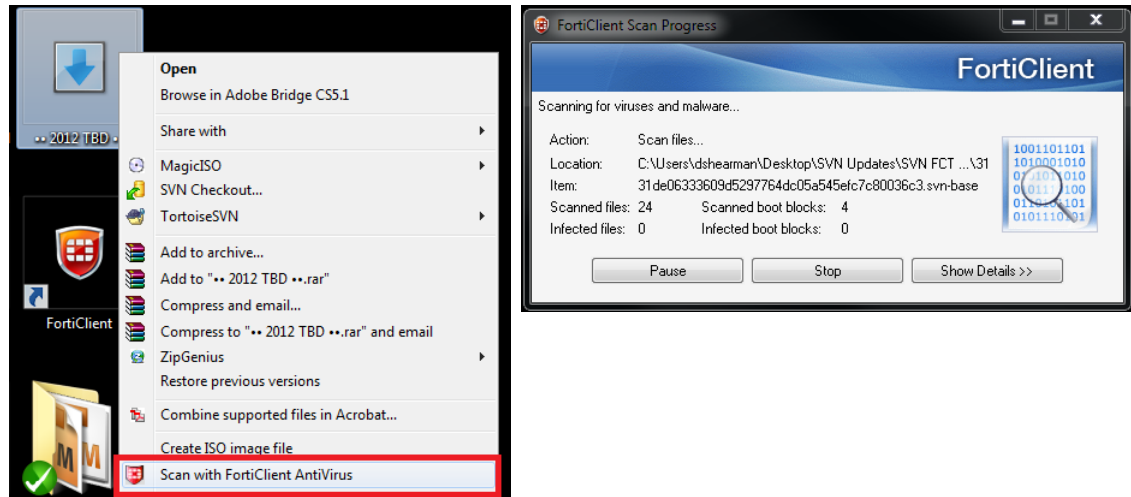 Open
Browse in Adobe Bridge CS5.1
•• 2012 TBD •
Share with
MagicISO
SVN Checkout...
TortoiseSVN
Add to archive...
Add to "•• 2012 TBD ••.rar"
Compress and email...
FortiClient
Compress to "•• 2012 TBD ••.rar" and email
ZipGenius
Restore previous versions
Combine supported files in Acrobat...
Create ISO image file
Scan with FortiClient AntiVirus
FortiClient Scan Progress
FortiClient
Scanning for viruses and malware...
Action: Scan files...
Location: C:\Users\dshearman\Desktop\SVN Updates\SVN FCT ...\31
Item: 31de06333609d5297764dc05a545efc7c80036c3.svn-base
Scanned files: 24 Scanned boot blocks: 4
Infected files: 0 Infected boot blocks: 0
1001101101
1010001010
Pause Stop Show Details >>